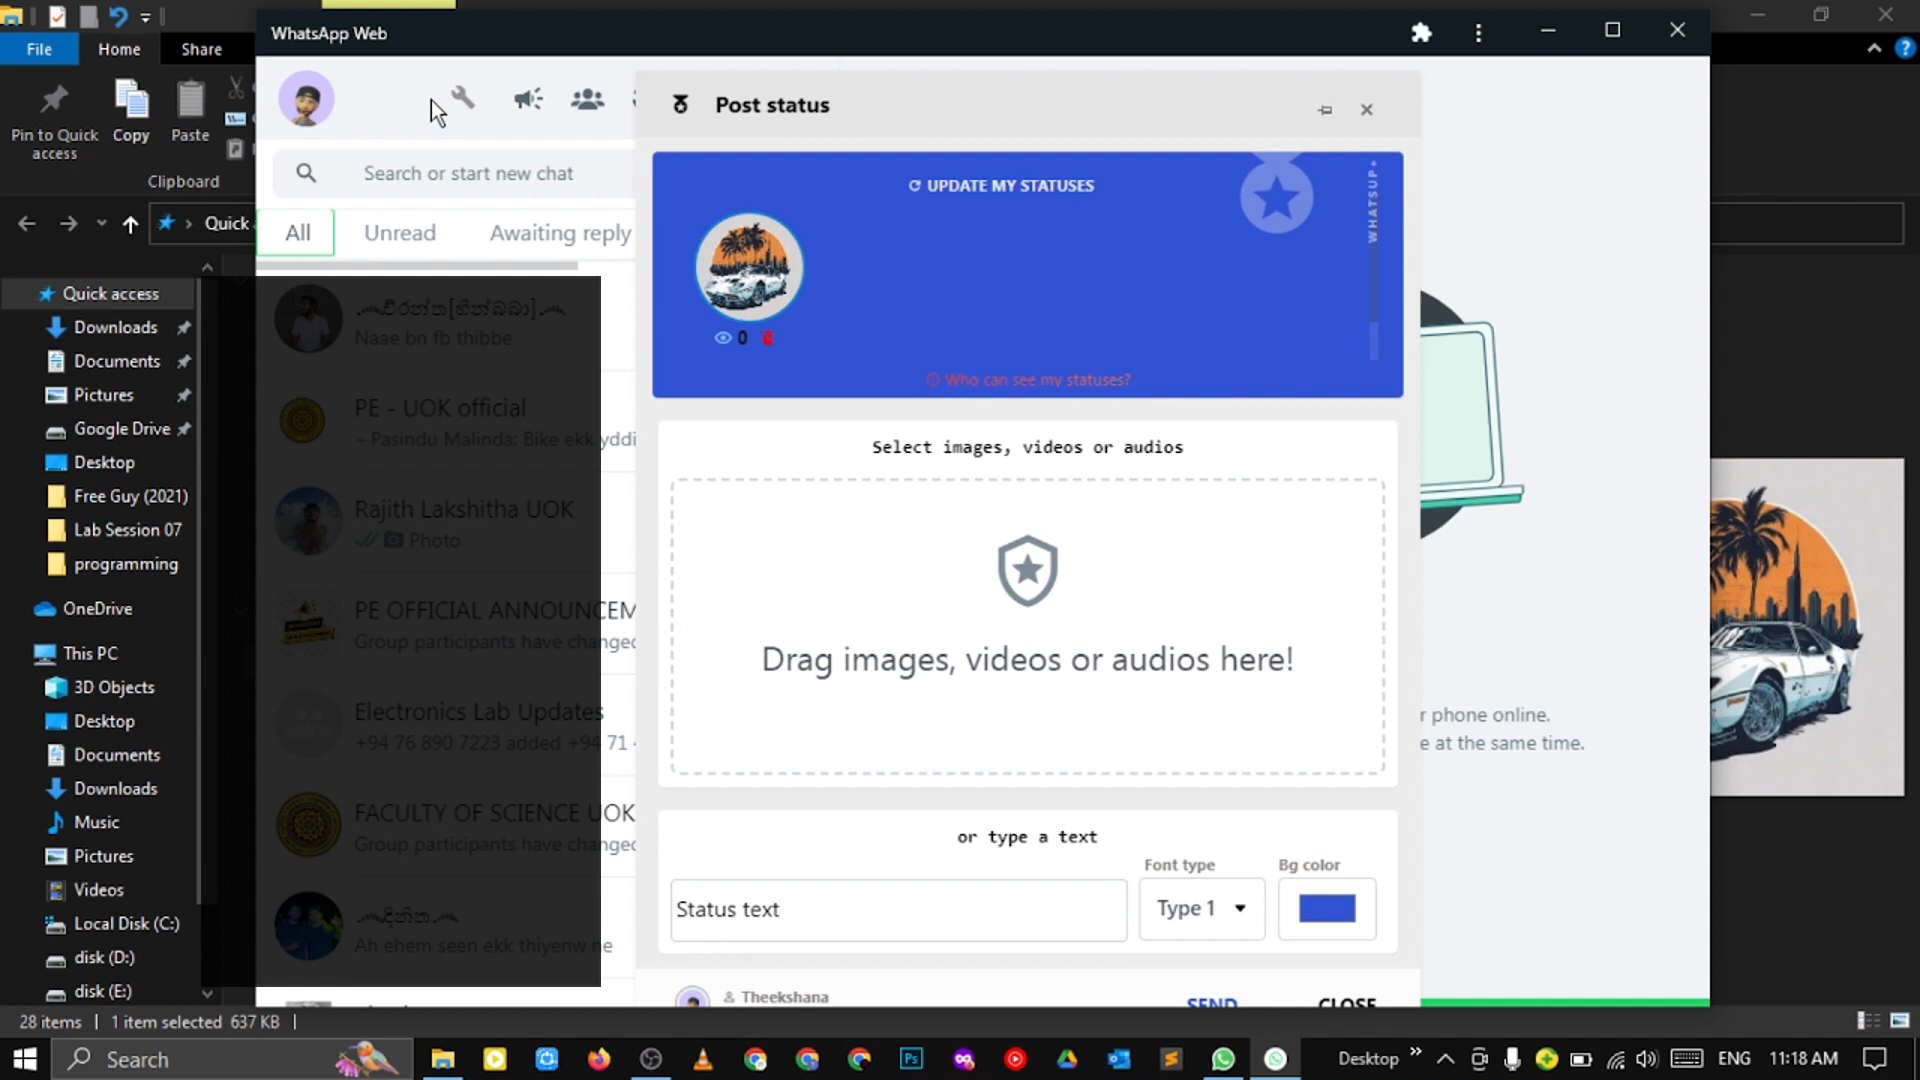 WhatsApp Web
File
Home
Share
Pin to Quick
access
Copy
Paste
Clipboard
Quick
Search or start new chat
All
Unread
Awaiting reply
Quick access
Downloads
Documents
Pictures
Google Drive
Desktop
Free Guy (2021)
Lab Session 07
programming
OneDrive
This PC
3D Objects
Desktop
Documents
Downloads
Music
Pictures
Videos
Local Disk (C:)
disk (D:)
disk (E:)
වීරන්ත[හීන්බබා]
Naae bn fb thibbe
PE - UOK official
~ Pasindu Malinda: Bike ekk yddi
Rajith Lakshitha UOK
Photo
PE OFFICIAL ANNOUNCEM
Group participants have changed
Electronics Lab Updates
+94 76 890 7223 added +94 71
FACULTY OF SCIENCE UOK
Group participants have changed
දිනිත
Ah ehem seen ekk thiyenw ne
Post status
UPDATE MY STATUSES
WHATSUP+
0
Who can see my statuses?
Select images, videos or audios
Drag images, videos or audios here!
or type a text
Font type
Bg color
Status text
Type 1
Theekshana
SEND
CLOSE
r phone online.
e at the same time.
28 items
1 item selected 637 KB
Search
Ps
Desktop
ENG
11:18 AM